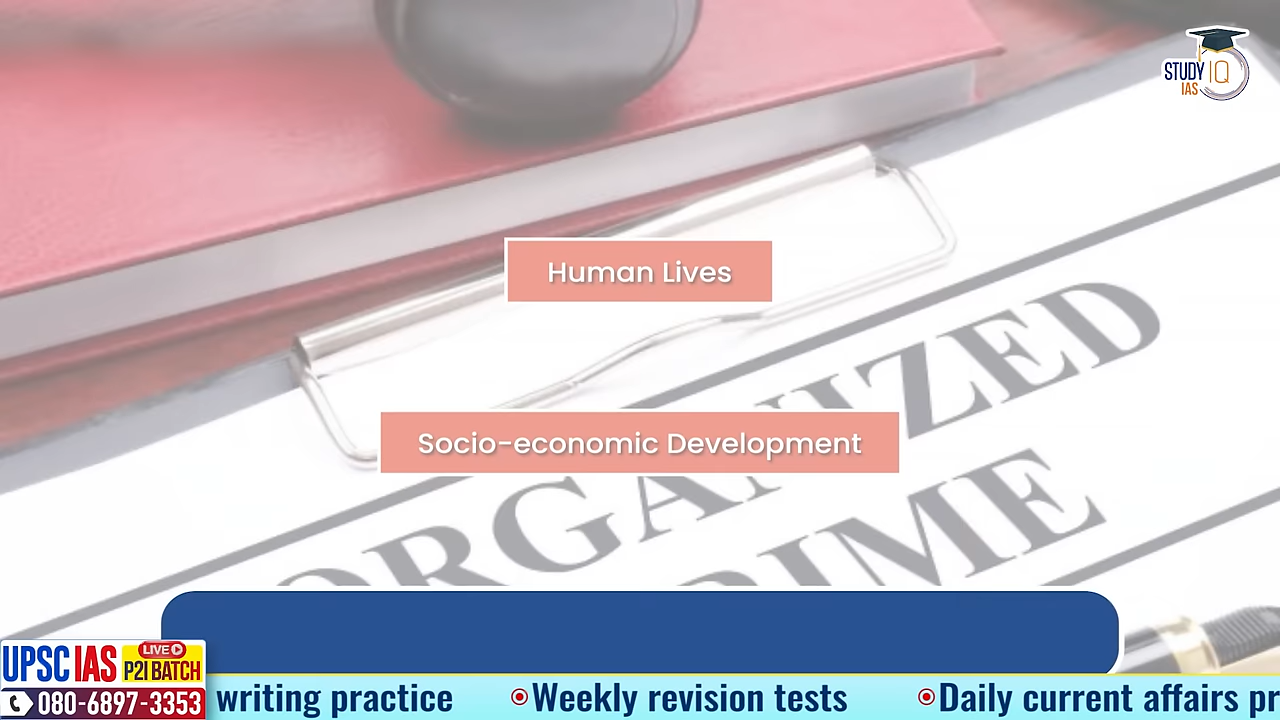 STUDY IQ
IAS
Human Lives
Socio-economic Development
ORGANIZED
CRIME
UPSC IAS LIVE
P2I BATCH
080-6897-3353
writing practice Weekly revision tests Daily current affairs pr